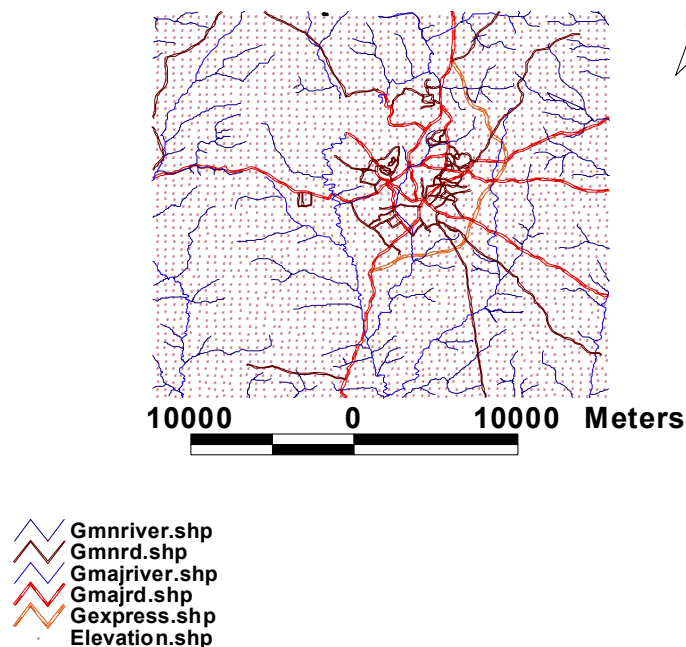 10000 0 10000 Meters
Gmnriver.shp
Gmnrd.shp
Gmajriver.shp
Gmajrd.shp
Gexpress.shp
Elevation.shp